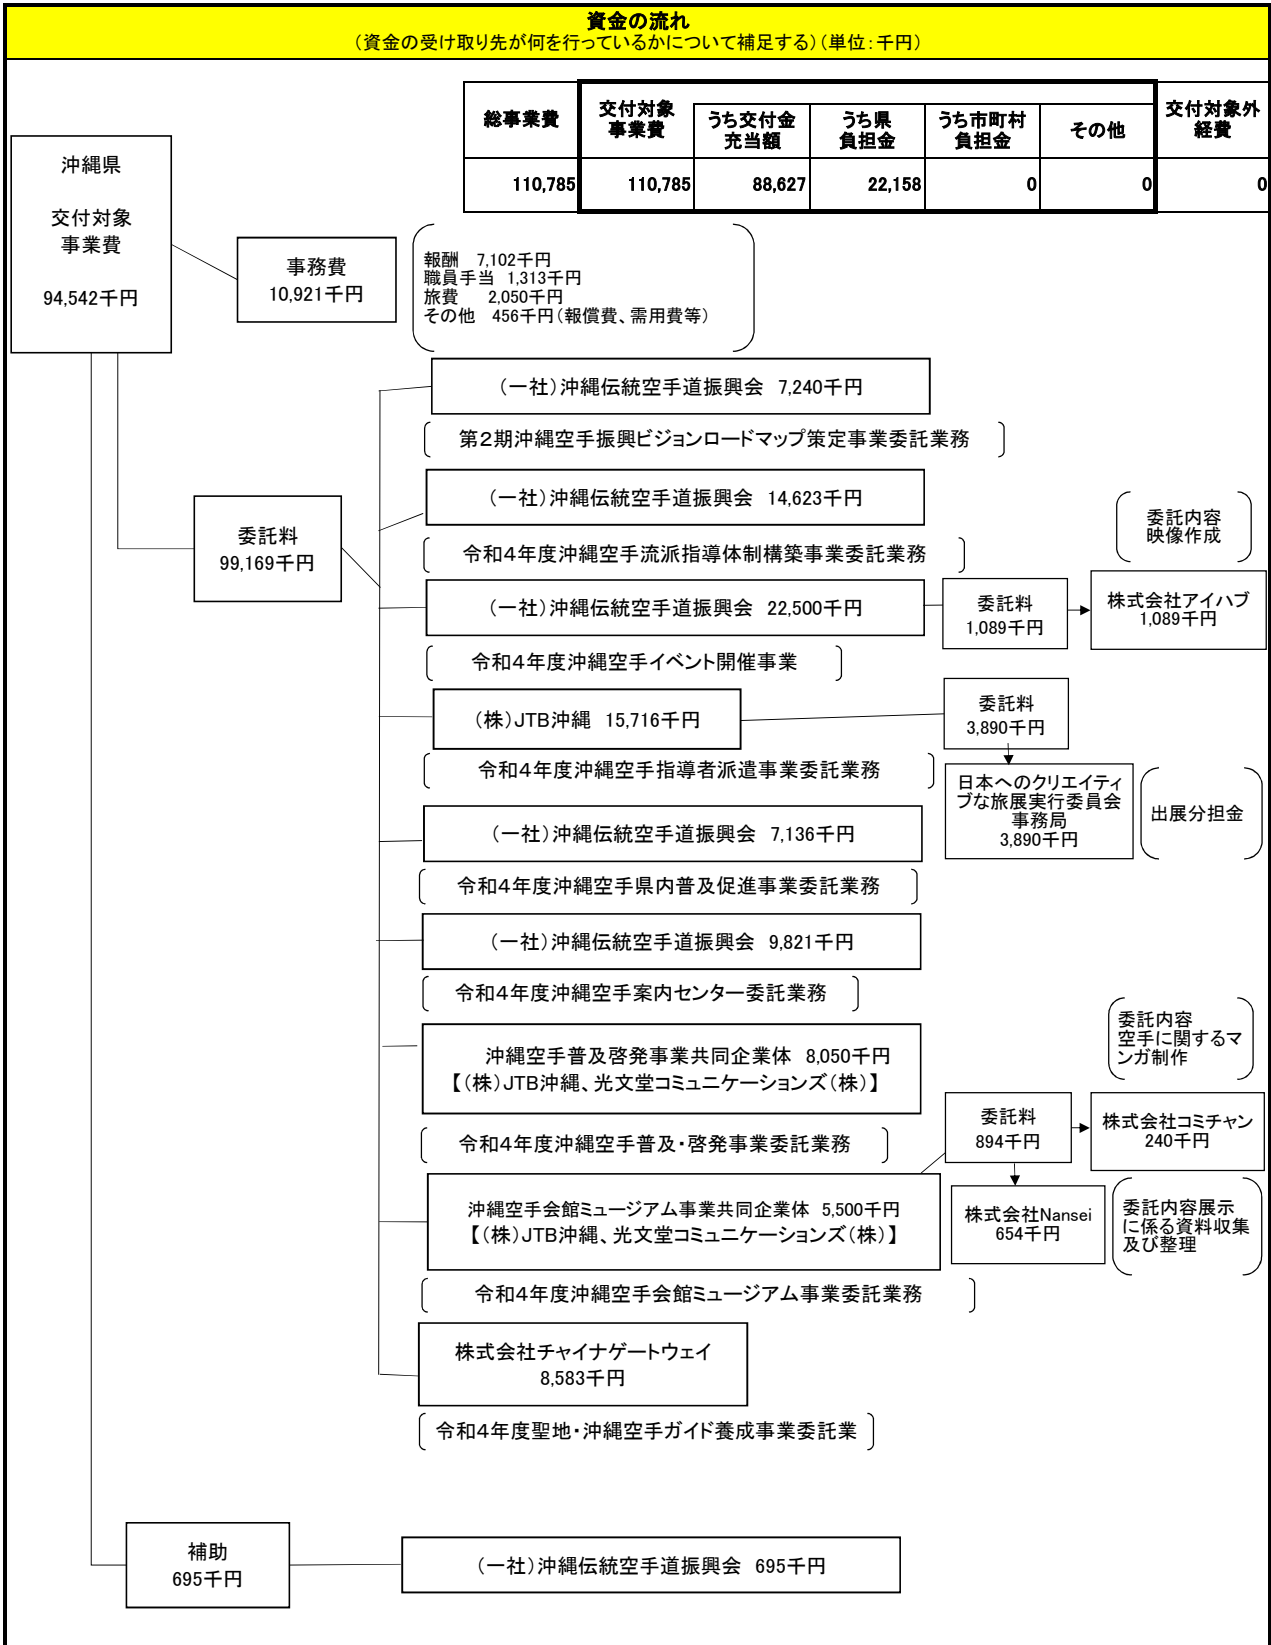 資金の流れ
（資金の受け取り先が何を行っているかについて補足する）（単位：千円）
総事業費
交付対象
事業費
うち交付金
充当額
うち県
負担金
うち市町村
負担金
その他
交付対象外
経費
110,785
110,785
88,627
22,158
0
0
0
沖縄県
交付対象
事業費
94,542千円
事務費
10,921千円
報酬　7,102千円
職員手当　1,313千円
旅費　　2,050千円
その他　456千円（報償費、需用費等）
（一社）沖縄伝統空手道振興会　7,240千円
第２期沖縄空手振興ビジョンロードマップ策定事業委託業務
（一社）沖縄伝統空手道振興会　14,623千円
委託内容
映像作成
委託料
99,169千円
令和４年度沖縄空手流派指導体制構築事業委託業務
（一社）沖縄伝統空手道振興会　22,500千円
委託料
1,089千円
株式会社アイハブ
1,089千円
令和４年度沖縄空手イベント開催事業
（株）JTB沖縄　15,716千円
委託料
3,890千円
令和４年度沖縄空手指導者派遣事業委託業務
日本へのクリエイティ
ブな旅展実行委員会
事務局
3,890千円
出展分担金
（一社）沖縄伝統空手道振興会　7,136千円
令和４年度沖縄空手県内普及促進事業委託業務
（一社）沖縄伝統空手道振興会　9,821千円
令和４年度沖縄空手案内センター委託業務
委託内容
空手に関するマ
ンガ制作
沖縄空手普及啓発事業共同企業体　8,050千円
【（株）JTB沖縄、光文堂コミュニケーションズ（株）】
委託料
894千円
株式会社コミチャン
240千円
令和４年度沖縄空手普及・啓発事業委託業務
沖縄空手会館ミュージアム事業共同企業体　5,500千円
【（株）JTB沖縄、光文堂コミュニケーションズ（株）】
株式会社Nansei
654千円
委託内容展示
に係る資料収集
及び整理
令和４年度沖縄空手会館ミュージアム事業委託業務
株式会社チャイナゲートウェイ
8,583千円
令和４年度聖地・沖縄空手ガイド養成事業委託業
補助
695千円
（一社）沖縄伝統空手道振興会　695千円